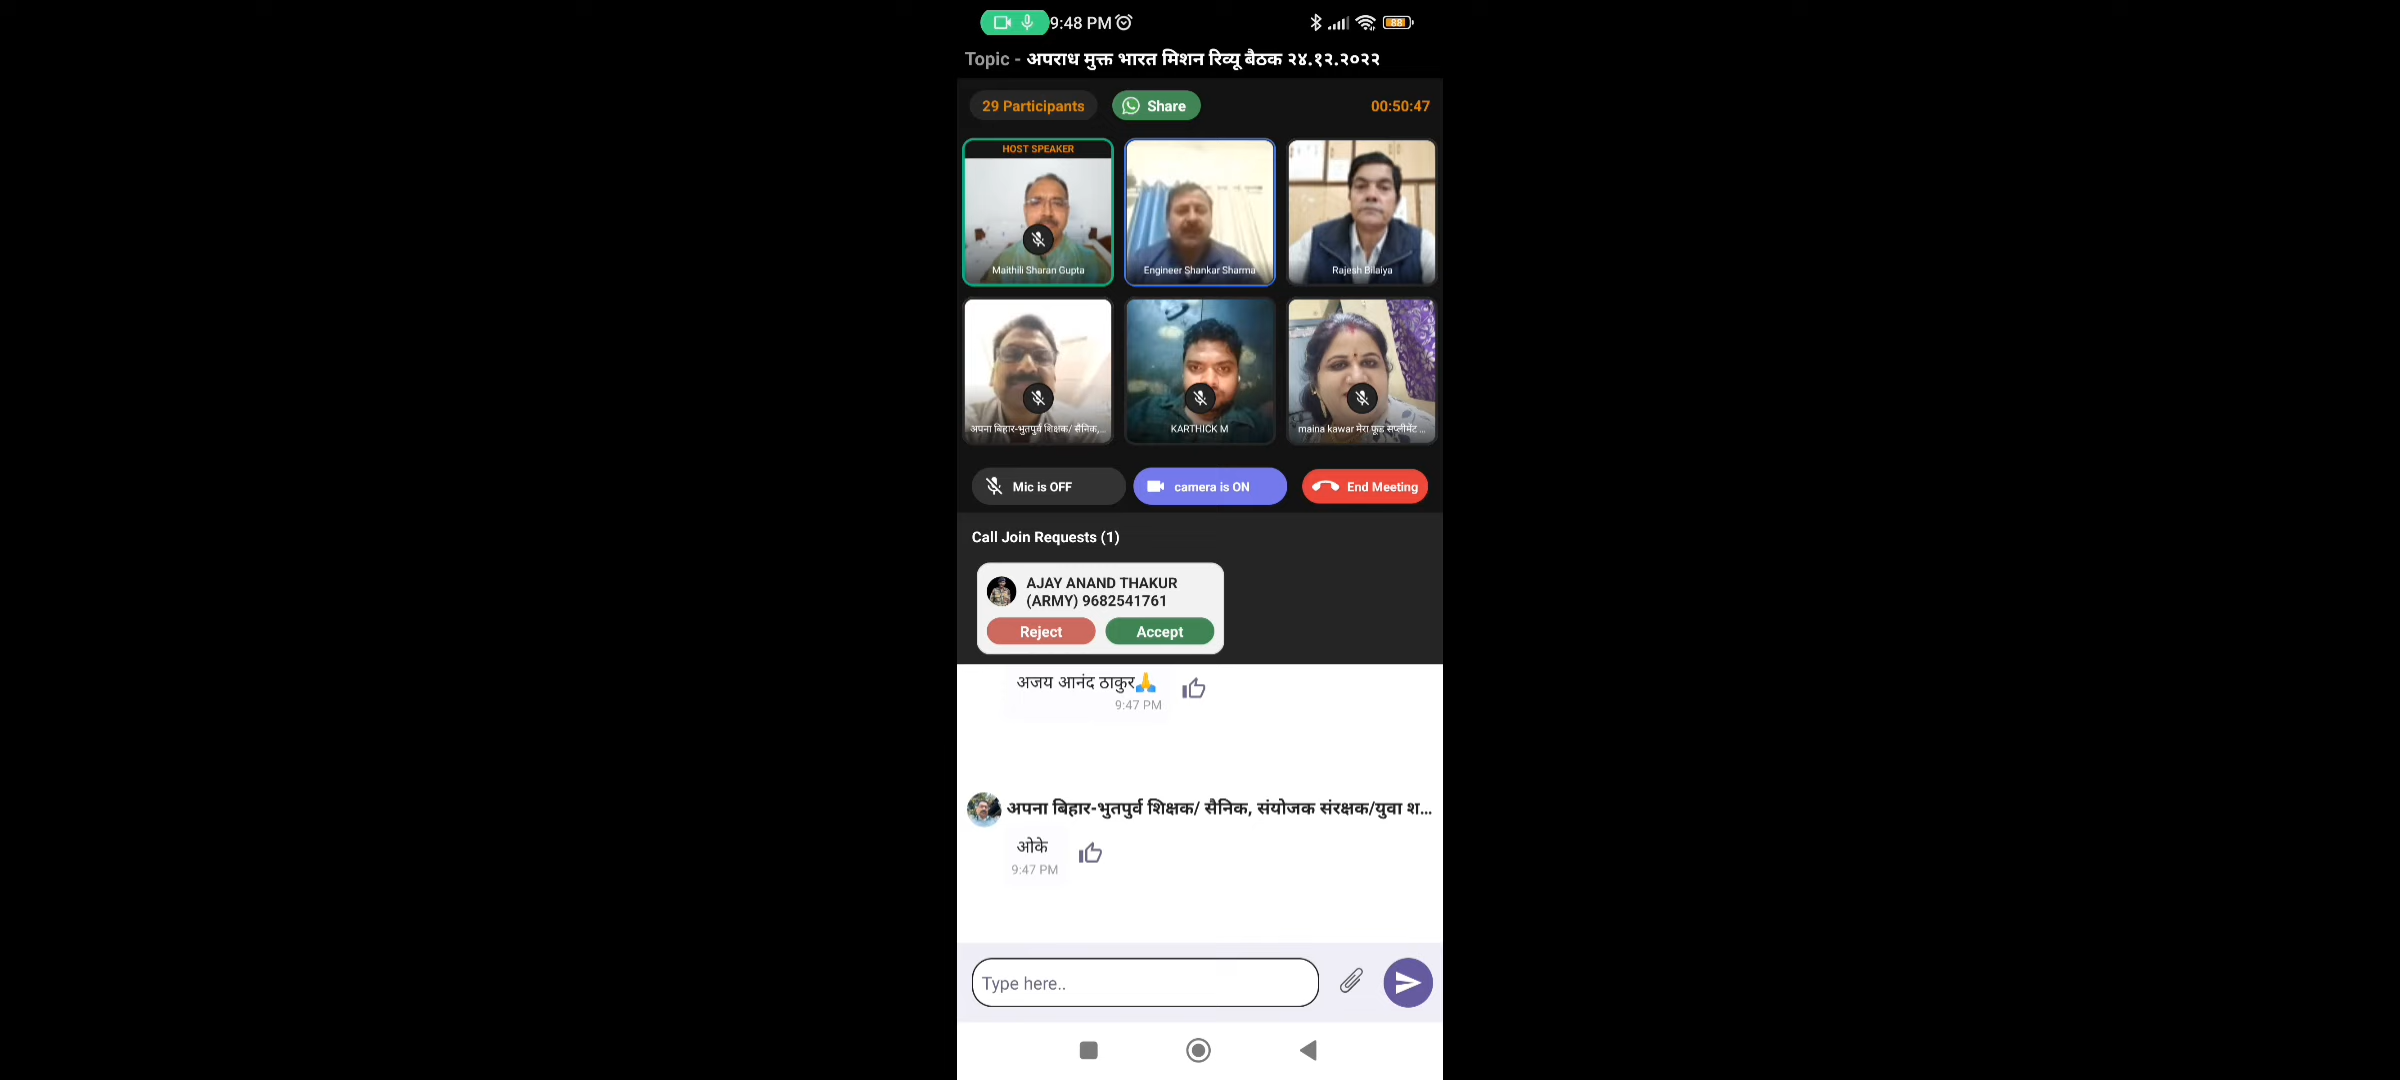 9:48 PM
88
Topic - अपराध मुक्त भारत मिशन रिव्यू बैठक २४.१२.२०२२
29 Participants
Share
00:50:47
HOST SPEAKER
Maithili Sharan Gupta
Engineer Shankar Sharma
Rajesh Bilaiya
अपना बिहार-भुतपुर्व शिक्षक/ सैनिक,...
KARTHICK M
maina kawar मेरा फूड सप्लीमेंट ...
Mic is OFF
camera is ON
End Meeting
Call Join Requests (1)
AJAY ANAND THAKUR
(ARMY) 9682541761
Reject
Accept
अजय आनंद ठाकुर🙏
9:47 PM
अपना बिहार-भुतपुर्व शिक्षक/ सैनिक, संयोजक संरक्षक/युवा श...
ओके
9:47 PM
Type here..